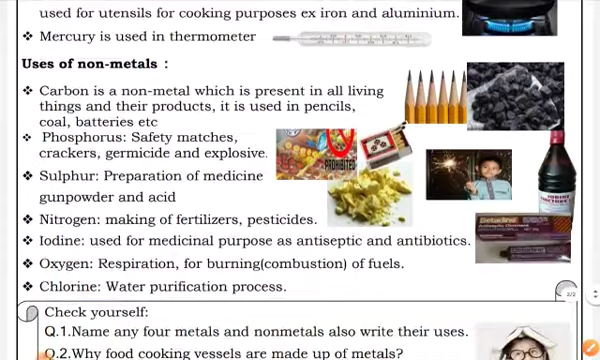 used for utensils for cooking purposes ex iron and aluminium.
❖ Mercury is used in thermometer
Uses of non-metals :
❖ Carbon is a non-metal which is present in all living
things and their products, it is used in pencils,
coal, batteries etc
❖ Phosphorus: Safety matches,
crackers, germicide and explosive.
PROHIBITED
❖ Sulphur: Preparation of medicine
gunpowder and acid
❖ Nitrogen: making of fertilizers, pesticides.
❖ Iodine: used for medicinal purpose as antiseptic and antibiotics.
❖ Oxygen: Respiration, for burning(combustion) of fuels.
❖ Chlorine: Water purification process.
2/2
Check yourself:
Q.1.Name any four metals and nonmetals also write their uses.
Q.2.Why food cooking vessels are made up of metals?